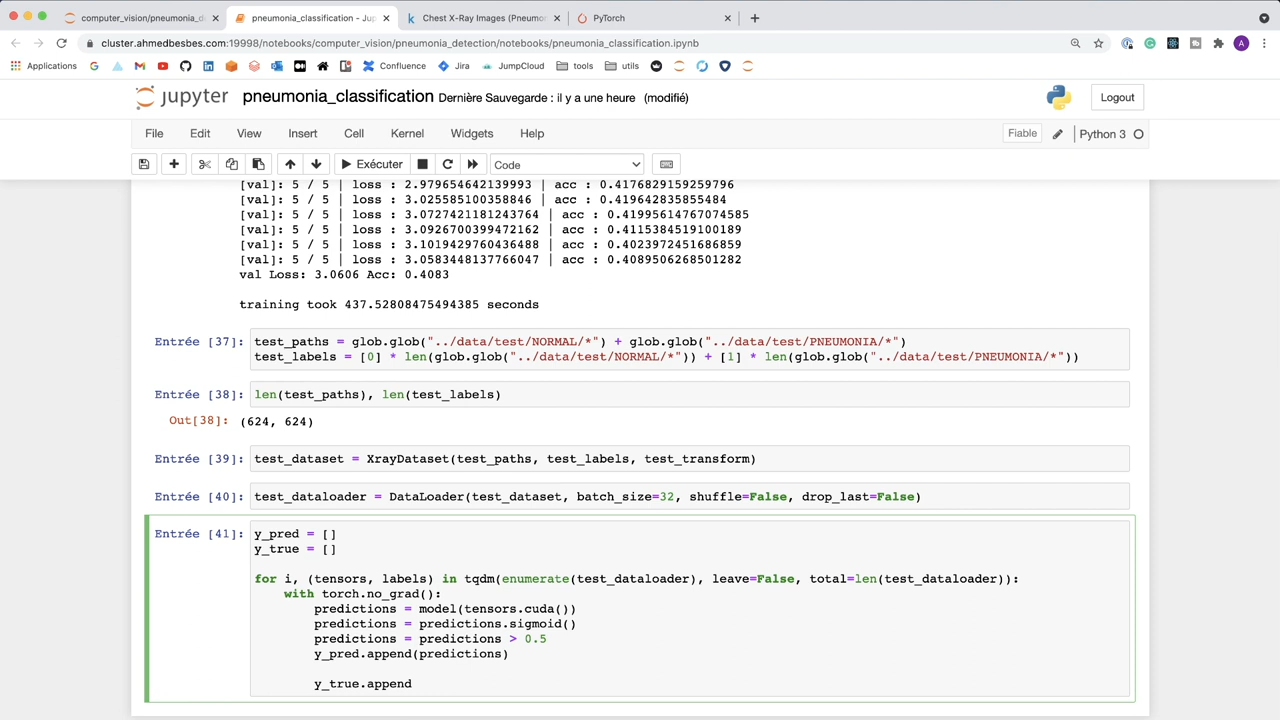 computer_vision/pneumonia_d
pneumonia_classification - Jup
Chest X-Ray Images (Pneumon
PyTorch
cluster.ahmedbesbes.com:19998/notebooks/computer_vision/pneumonia_detection/notebooks/pneumonia_classification.ipynb
Applications
Confluence
Jira
JumpCloud
tools
utils
jupyter pneumonia_classification Dernière Sauvegarde : il y a une heure (modifié)
Logout
File Edit View Insert Cell Kernel Widgets Help
Fiable
Python 3
Exécuter
Code
[val]: 5 / 5 | loss : 2.979654642139993 | acc : 0.4176829159259796
[val]: 5 / 5 | loss : 3.025585100358846 | acc : 0.419642835855484
[val]: 5 / 5 | loss : 3.0727421181243764 | acc : 0.41995614767074585
[val]: 5 / 5 | loss : 3.0926700399472162 | acc : 0.4115384519100189
[val]: 5 / 5 | loss : 3.1019429760436488 | acc : 0.4023972451686859
[val]: 5 / 5 | loss : 3.0583448137766047 | acc : 0.4089506268501282
val Loss: 3.0606 Acc: 0.4083
training took 437.52808475494385 seconds
Entrée [37]: test_paths = glob.glob("../data/test/NORMAL/*") + glob.glob("../data/test/PNEUMONIA/*")
test_labels = [0] * len(glob.glob("../data/test/NORMAL/*")) + [1] * len(glob.glob("../data/test/PNEUMONIA/*"))
Entrée [38]: len(test_paths), len(test_labels)
Out[38]: (624, 624)
Entrée [39]: test_dataset = XrayDataset(test_paths, test_labels, test_transform)
Entrée [40]: test_dataloader = DataLoader(test_dataset, batch_size=32, shuffle=False, drop_last=False)
Entrée [41]: y_pred = []
y_true = []
for i, (tensors, labels) in tqdm(enumerate(test_dataloader), leave=False, total=len(test_dataloader)):
with torch.no_grad():
predictions = model(tensors.cuda())
predictions = predictions.sigmoid()
predictions = predictions > 0.5
y_pred.append(predictions)
y_true.append